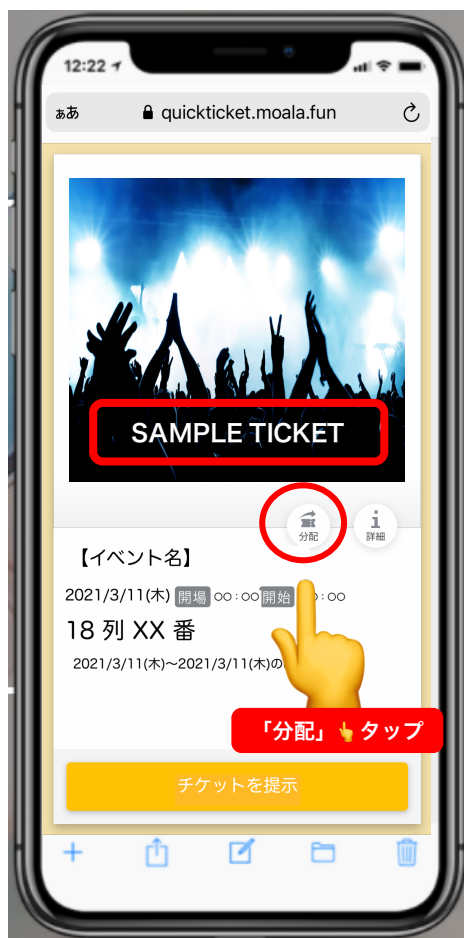 12:22
ぁあ quickticket.moala.fun
SAMPLE TICKET
分配 詳細
【イベント名】
2021/3/11(木) 開場 ○○:○○ 開始 :○○
18 列 XX 番
2021/3/11(木)~2021/3/11(木)の
「分配」👆タップ
チケットを提示